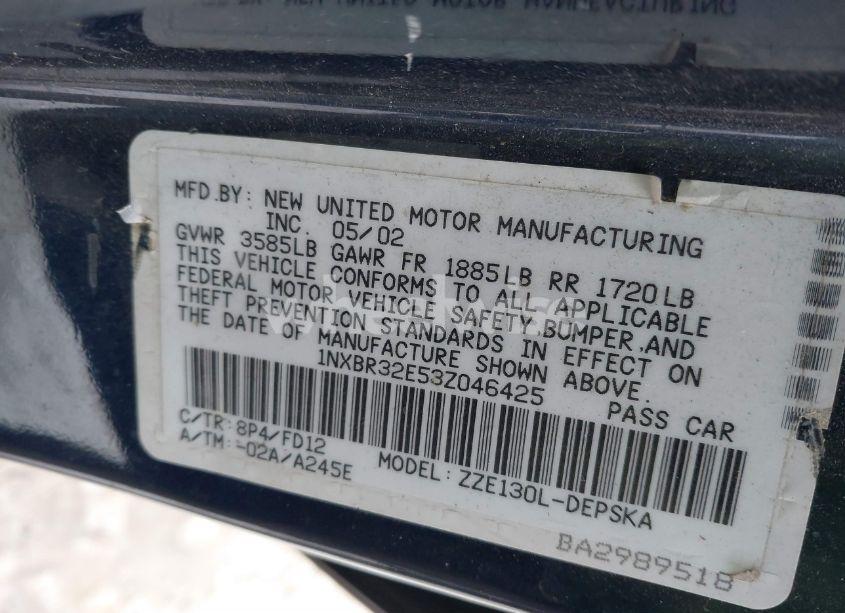 MFD.BY: NEW UNITED MOTOR MANUFACTURING
INC. 05/02
GVWR 3585LB GAWR FR 1885LB RR 1720LB
THIS VEHICLE CONFORMS TO ALL APPLICABLE
FEDERAL MOTOR VEHICLE SAFETY,BUMPER,AND
THEFT PREVENTION STANDARDS IN EFFECT ON
THE DATE OF MANUFACTURE SHOWN ABOVE.
1NXBR32E53Z046425 PASS CAR
C/TR:8P4/FD12
A/TM:-02A/A245E MODEL:ZZE130L-DEPSKA
BA2989518